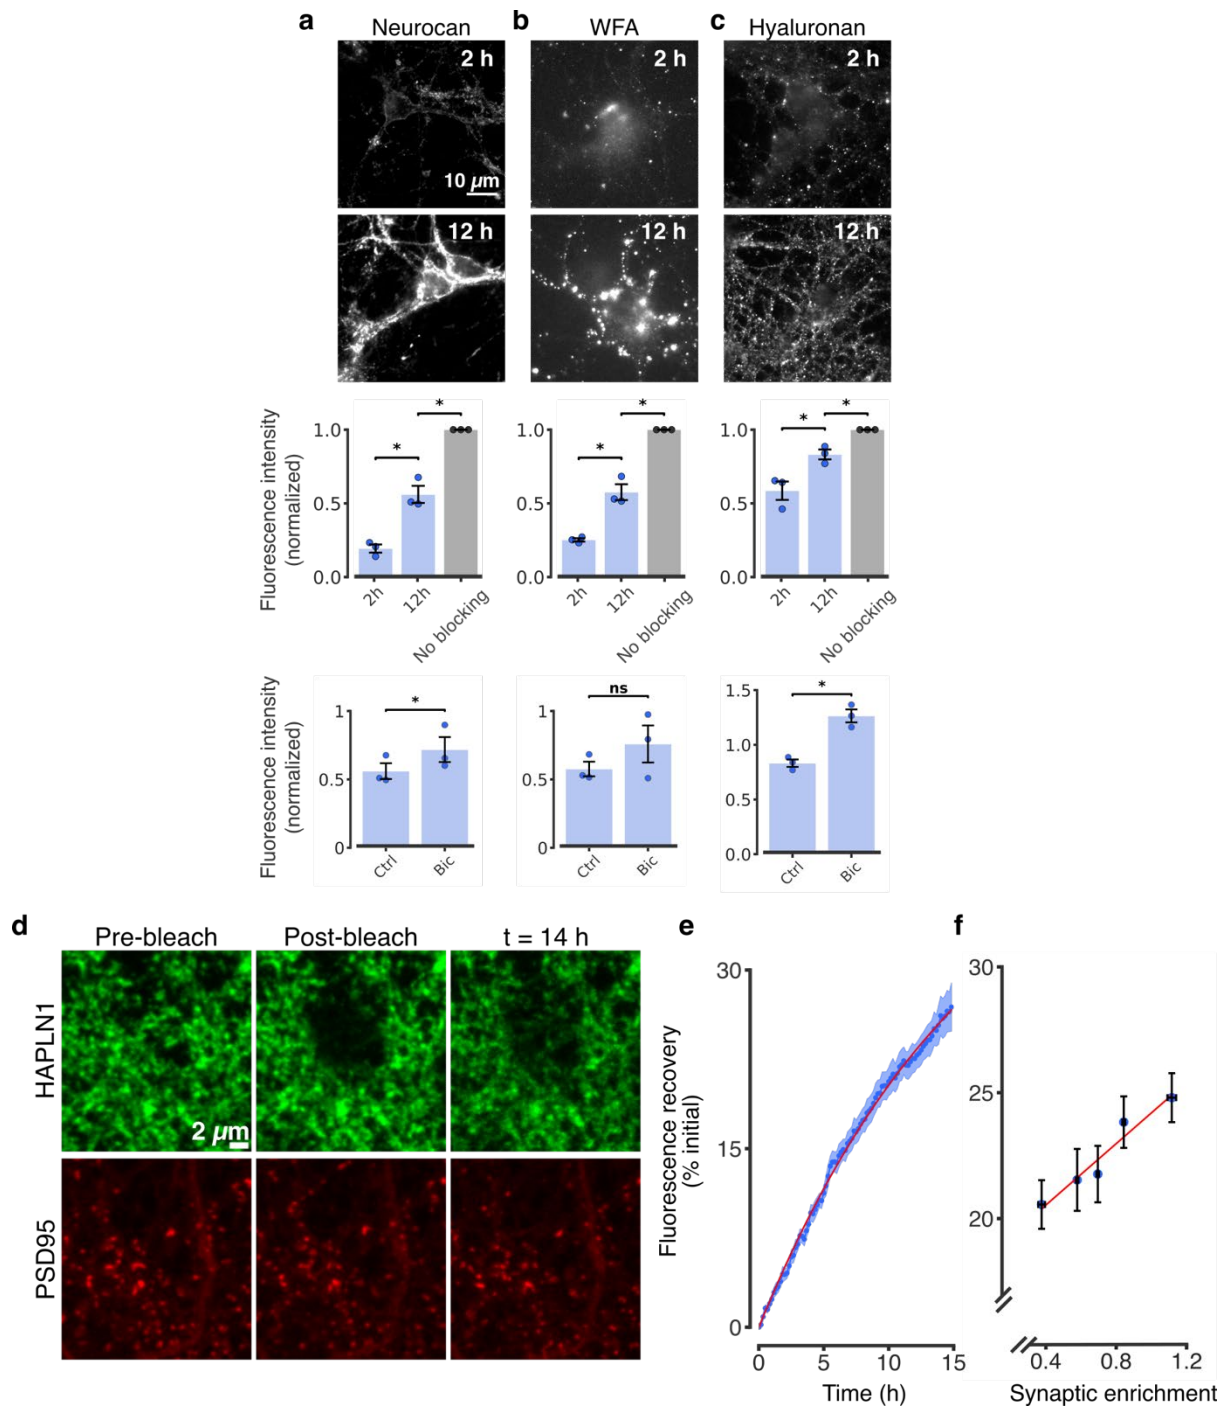 a b c
Neurocan WFA Hyaluronan
2 h 2 h 2 h
10 µm
12 h 12 h 12 h
* * *
* * *
Fluorescence intensity
(normalized)
1.0 1.0 1.0
0.5 0.5 0.5
0.0 0.0 0.0
2h 12h No blocking 2h 12h No blocking 2h 12h No blocking
* ns *
Fluorescence intensity
(normalized)
1 1 1.5
1.0
0.5 0.5 0.5
0 0 0.0
Ctrl Bic Ctrl Bic Ctrl Bic
d e f
Pre-bleach Post-bleach t = 14 h
HAPLN1
2 µm
PSD95
Fluorescence recovery
(% initial)
30
15
0
0 5 10 15
Time (h)
30
25
20
0.4 0.8 1.2
Synaptic enrichment